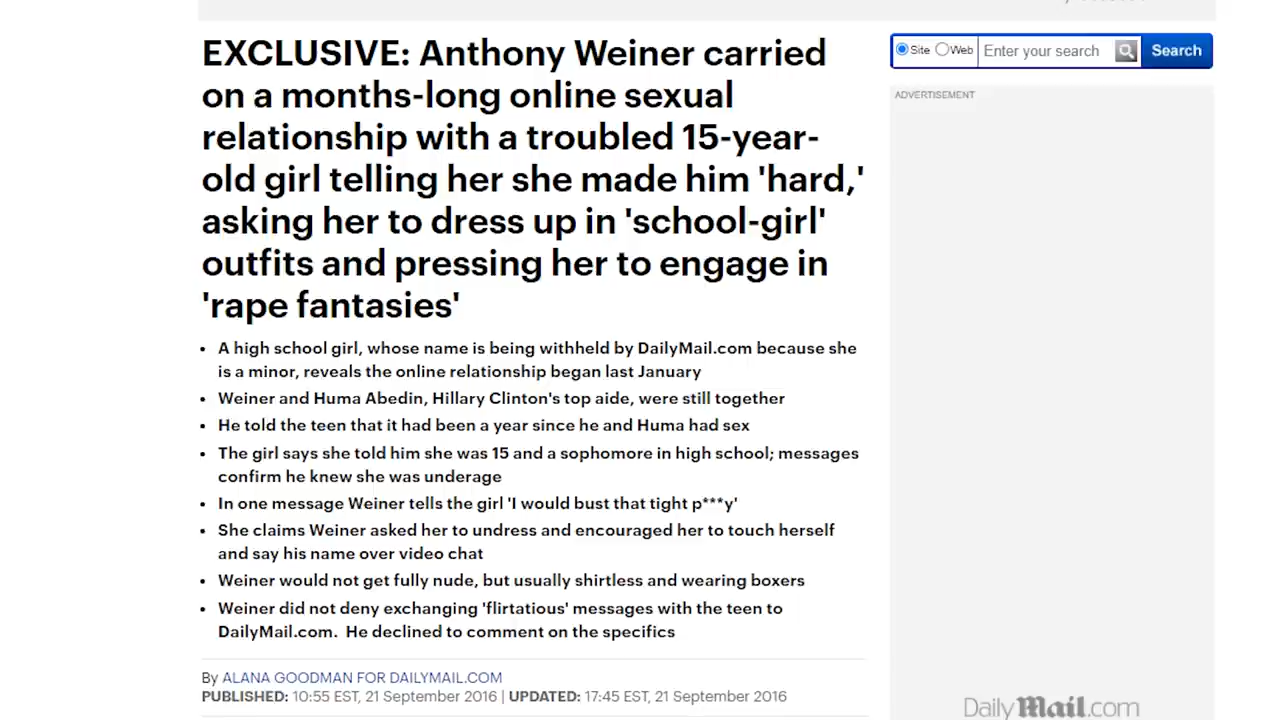 EXCLUSIVE: Anthony Weiner carried
on a months-long online sexual
relationship with a troubled 15-year-
old girl telling her she made him 'hard,'
asking her to dress up in 'school-girl'
outfits and pressing her to engage in
'rape fantasies'
Site Web Enter your search Search
ADVERTISEMENT
• A high school girl, whose name is being withheld by DailyMail.com because she
is a minor, reveals the online relationship began last January
• Weiner and Huma Abedin, Hillary Clinton's top aide, were still together
• He told the teen that it had been a year since he and Huma had sex
• The girl says she told him she was 15 and a sophomore in high school; messages
confirm he knew she was underage
• In one message Weiner tells the girl 'I would bust that tight p***y'
• She claims Weiner asked her to undress and encouraged her to touch herself
and say his name over video chat
• Weiner would not get fully nude, but usually shirtless and wearing boxers
• Weiner did not deny exchanging 'flirtatious' messages with the teen to
DailyMail.com. He declined to comment on the specifics
By ALANA GOODMAN FOR DAILYMAIL.COM
PUBLISHED: 10:55 EST, 21 September 2016 | UPDATED: 17:45 EST, 21 September 2016
DailyMail.com